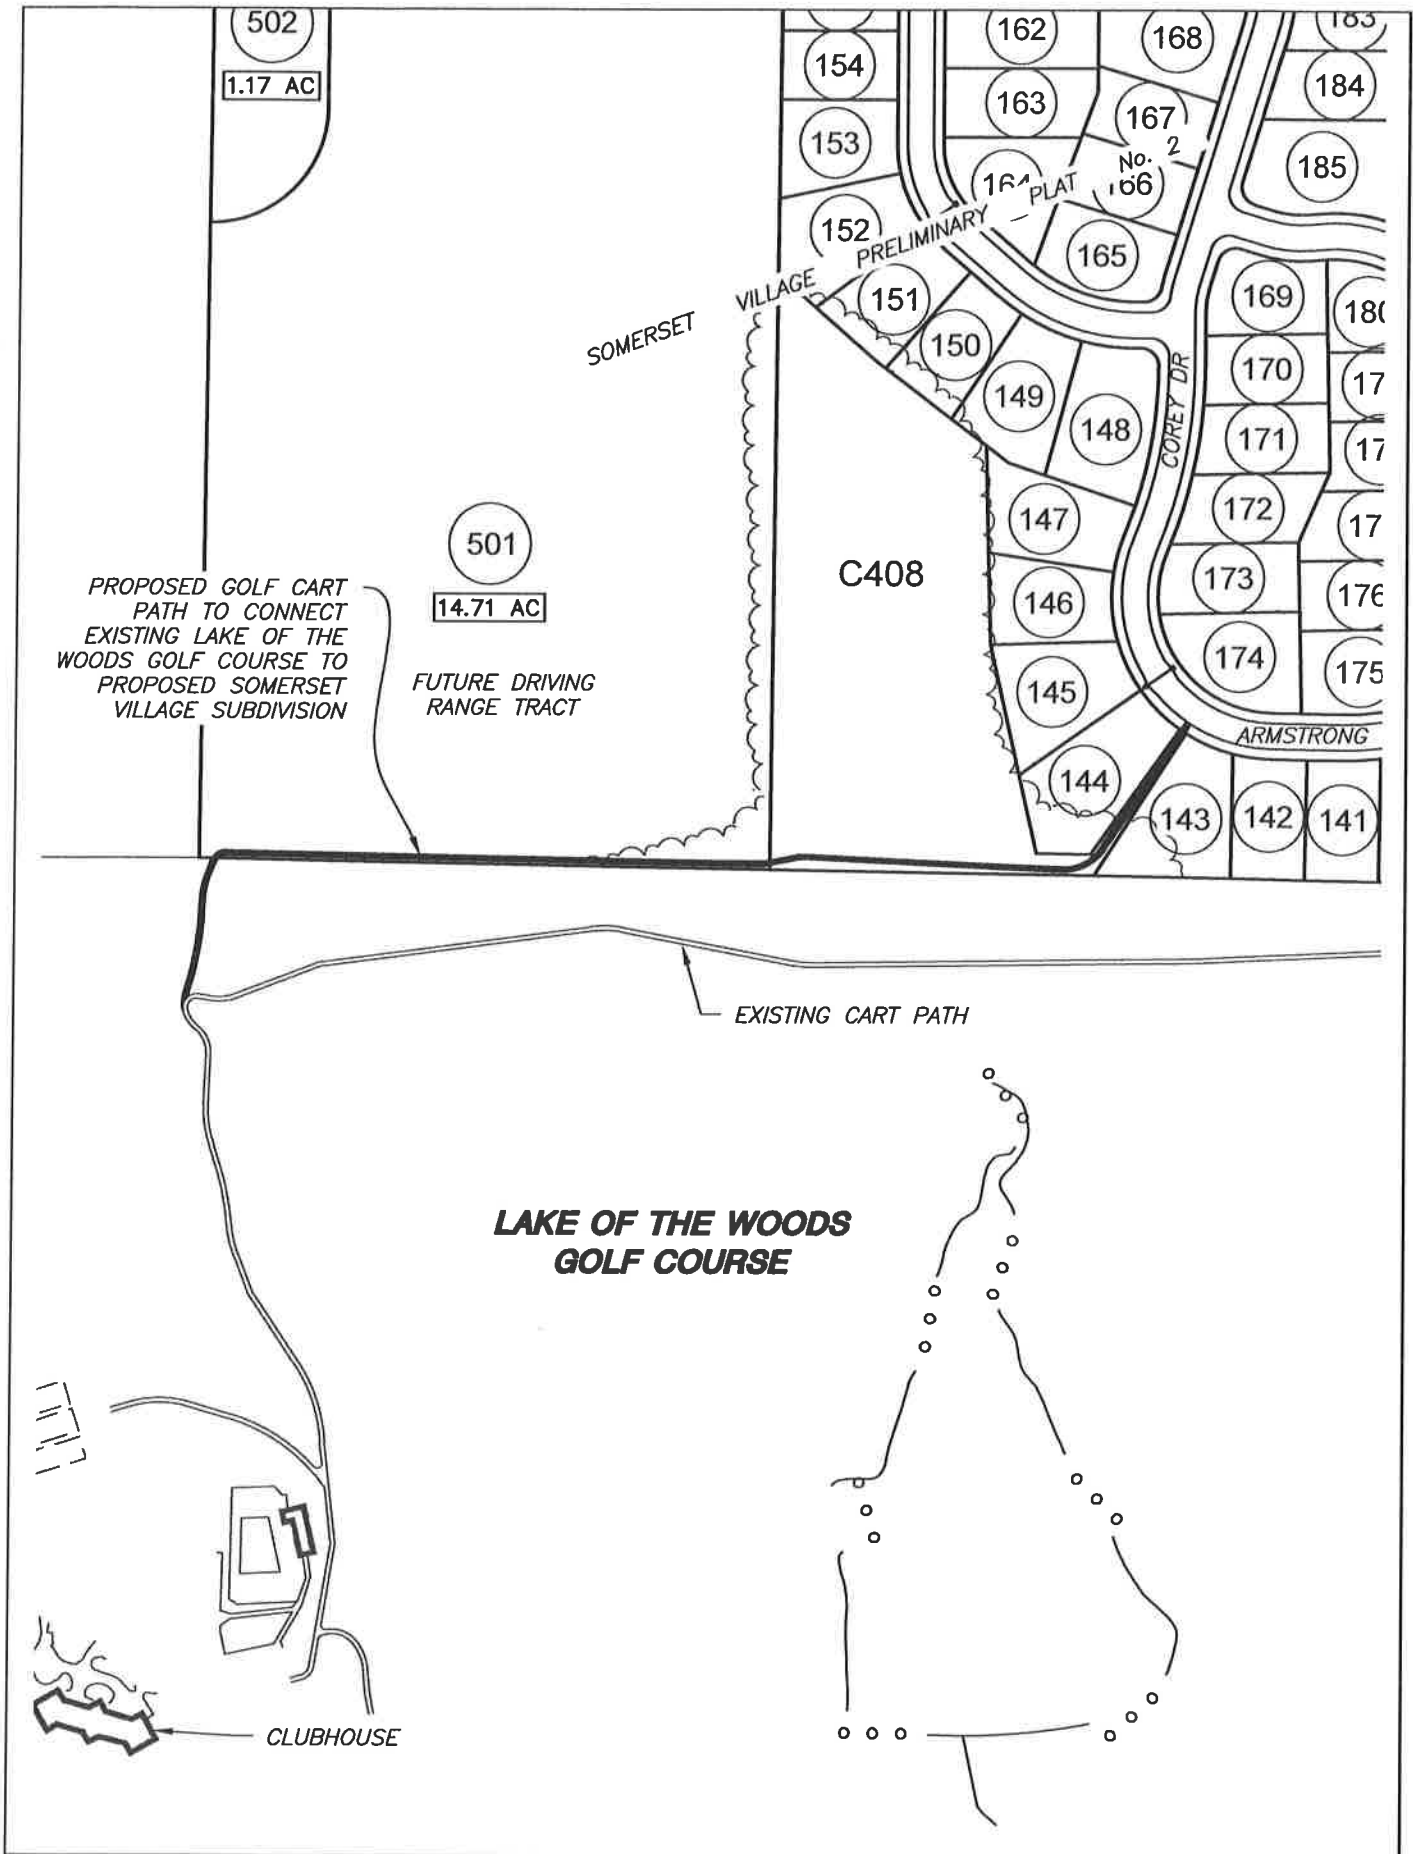 502
1.17 AC
154
153
152
151
150
149
148
147
146
145
144
143
142
141
162
163
164
165
166
167
168
183
184
185
169
170
171
172
173
174
176
175
SOMERSET VILLAGE PRELIMINARY PLAT No. 2
COREY DR
ARMSTRONG
C408
501
14.71 AC
FUTURE DRIVING
RANGE TRACT
PROPOSED GOLF CART
PATH TO CONNECT
EXISTING LAKE OF THE
WOODS GOLF COURSE TO
PROPOSED SOMERSET
VILLAGE SUBDIVISION
EXISTING CART PATH
LAKE OF THE WOODS
GOLF COURSE
CLUBHOUSE